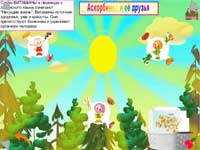 Слово ВИТАМИНЫ в переводе с
латинского языка означает
"Несущие жизнь". Витамины источник
здоровья, ума и красоты. Они
препятствуют болезням и укрепляют
организм человека.
Аскорбинка и её друзья